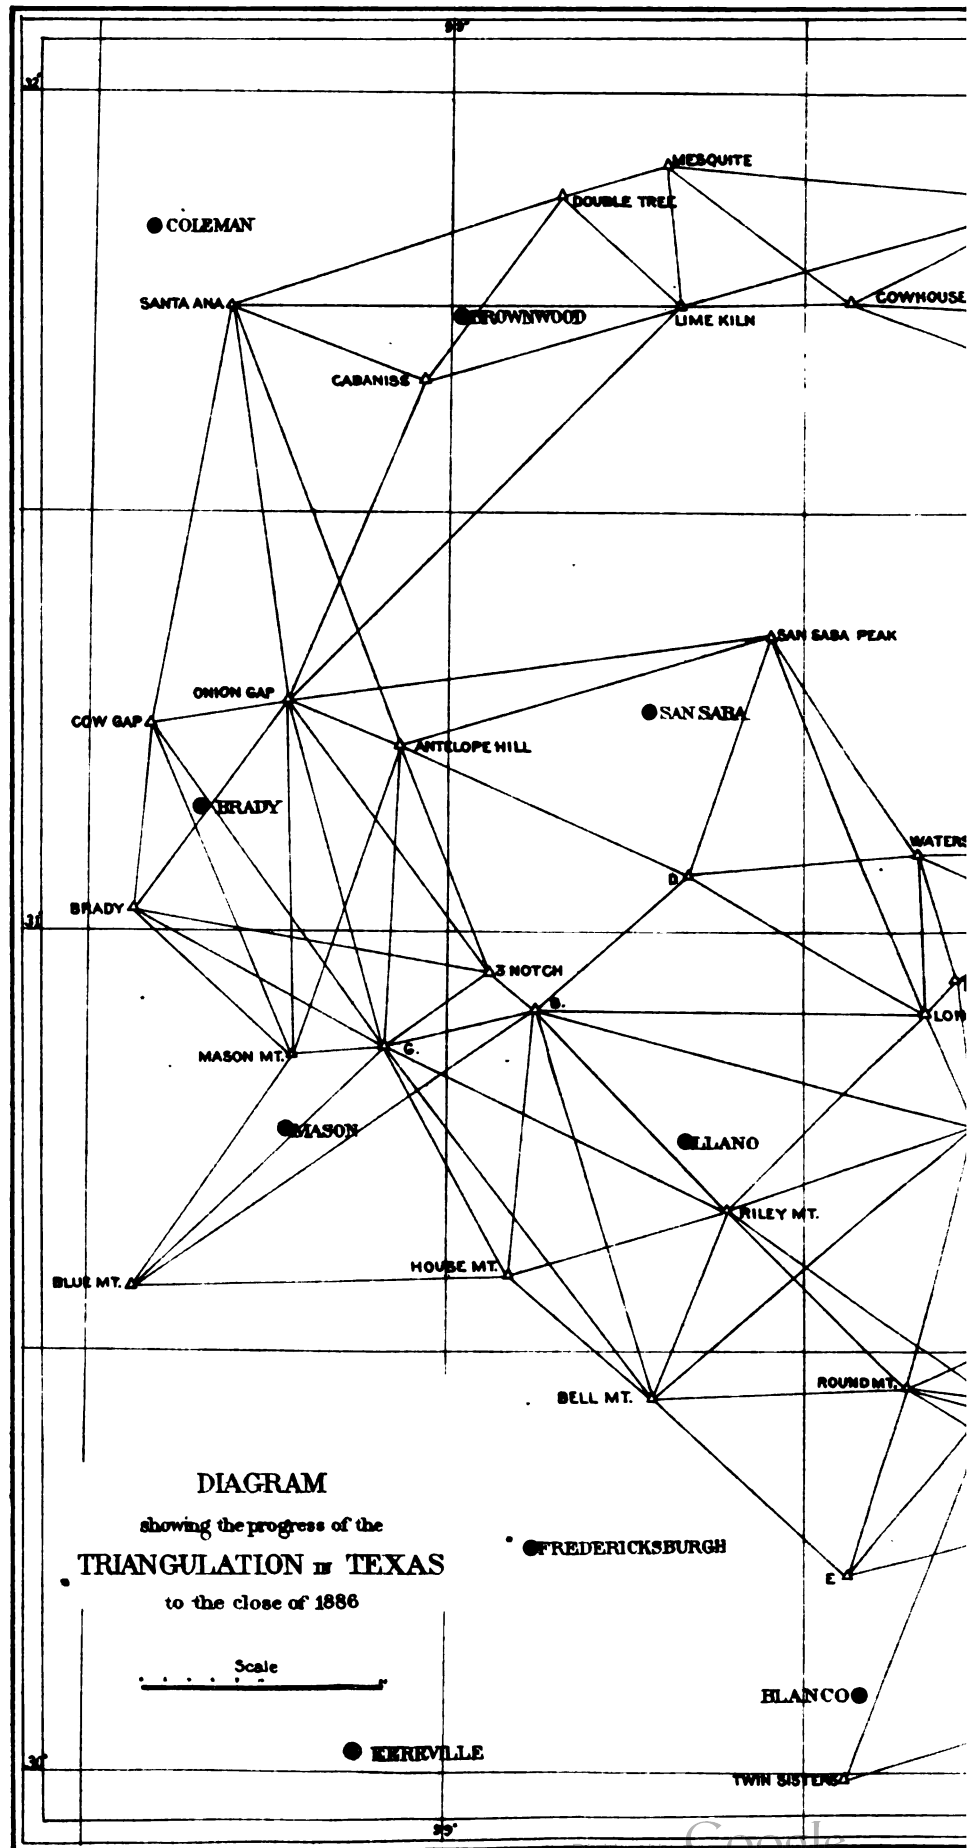 99°
32°
MESQUITE
DOUBLE TREE
COLEMAN
SANTA ANA
COWHOUSE
BROWNWOOD
LIME KILN
CABANISS
SAN SABA PEAK
ONION GAP
SAN SABA
COW GAP
ANTELOPE HILL
BRADY
WATERS
D.
BRADY
31°
3 NOTCH
B.
LON
MASON MT.
G.
MASON
LLANO
RILEY MT.
HOUSE MT.
BLUE MT.
ROUND MT.
BELL MT.
DIAGRAM
showing the progress of the
TRIANGULATION IN TEXAS
to the close of 1886
FREDERICKSBURGH
E
Scale
BLANCO
KERRVILLE
30°
TWIN SISTERS
99°
Google